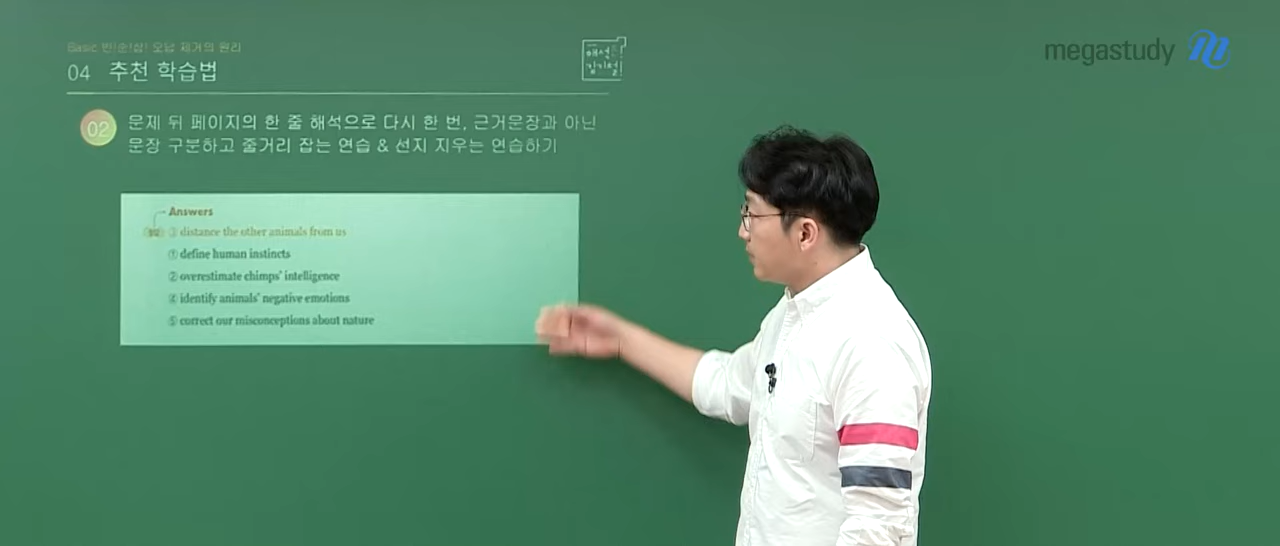 Basic 빈!순!삽! 오답 제거의 원리
04 추천 학습법
해석은
감기텔!
megastudy
02 문제 뒤 페이지의 한 줄 해석으로 다시 한 번, 근거문장과 아닌
문장 구분하고 줄거리 잡는 연습 & 선지 지우는 연습하기
Answers
③ distance the other animals from us
① define human instincts
② overestimate chimps' intelligence
④ identify animals' negative emotions
⑤ correct our misconceptions about nature